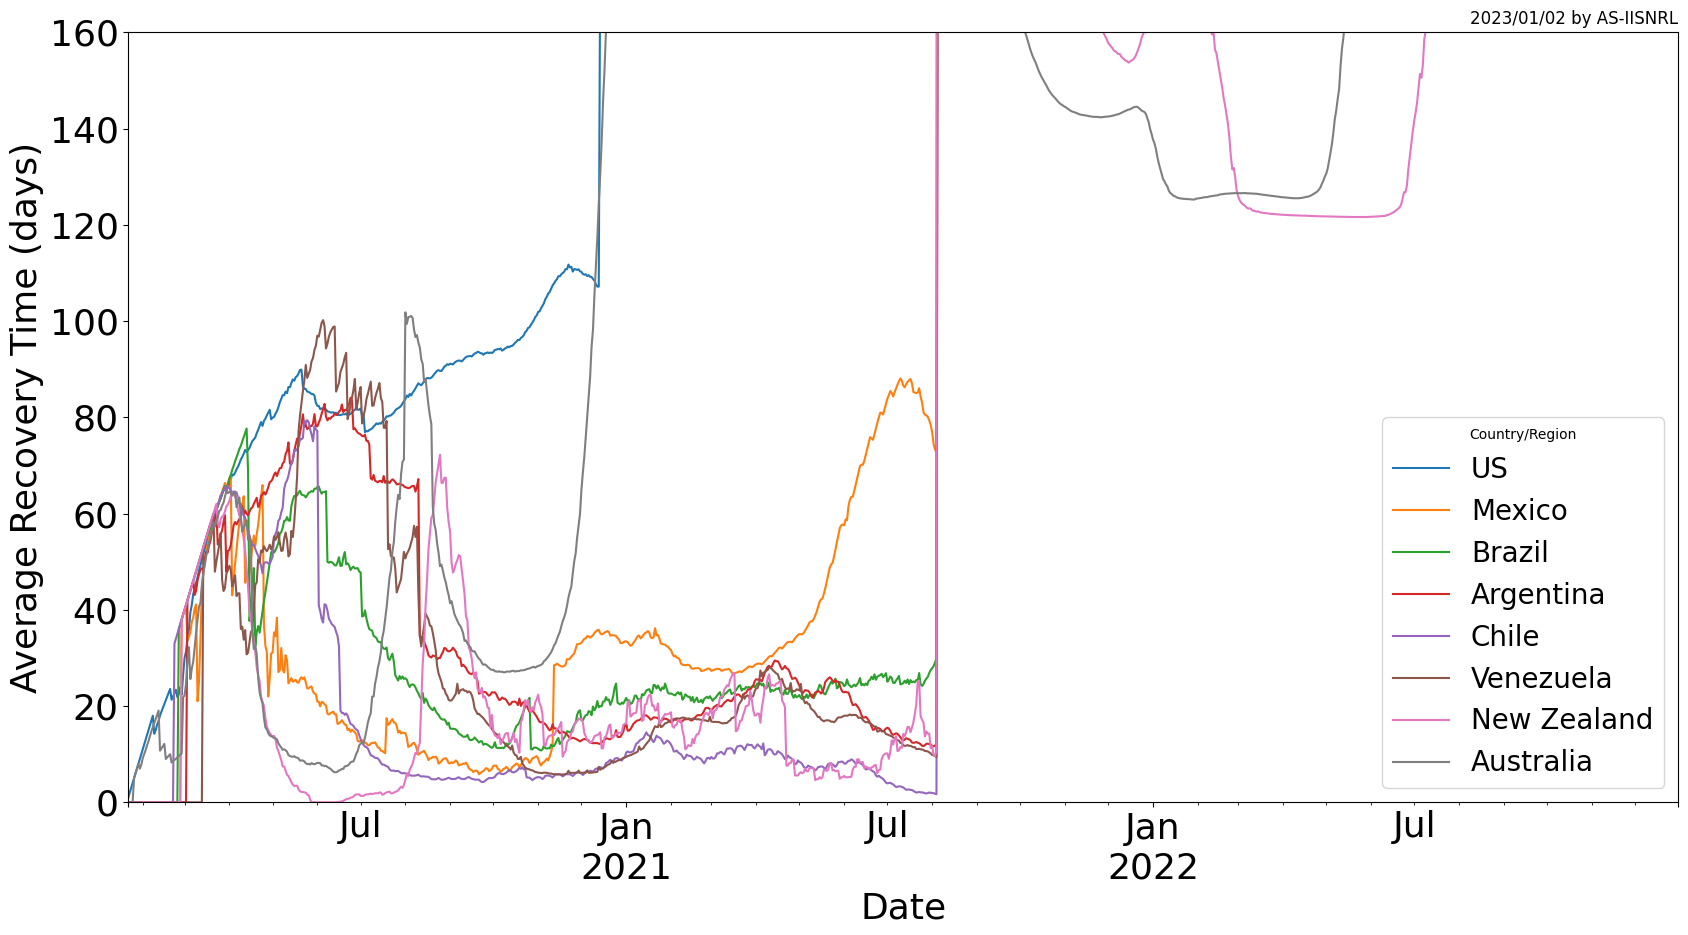 2023/01/02 by AS-IISNRL
160
140
120
100
80
60
40
20
0
Average Recovery Time (days)
Jul
Jan
2021
Jul
Jan
2022
Jul
Date
Country/Region
US
Mexico
Brazil
Argentina
Chile
Venezuela
New Zealand
Australia